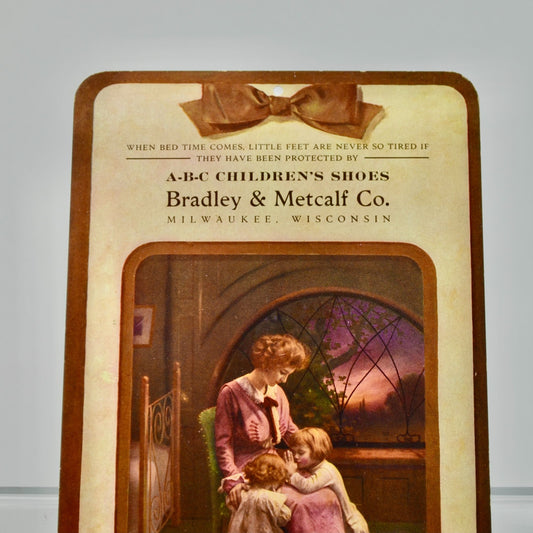 WHEN BED TIME COMES, LITTLE FEET ARE NEVER SO TIRED IF
THEY HAVE BEEN PROTECTED BY
A-B-C CHILDREN'S SHOES
Bradley & Metcalf Co.
MILWAUKEE, WISCONSIN